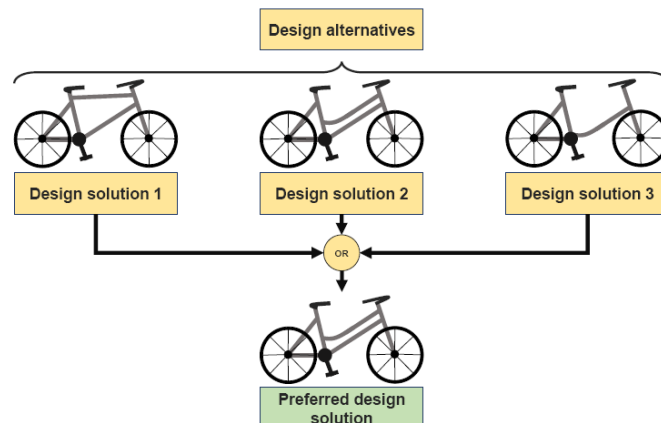 Design alternatives
Design solution 1
Design solution 2
Design solution 3
OR
Preferred design
solution